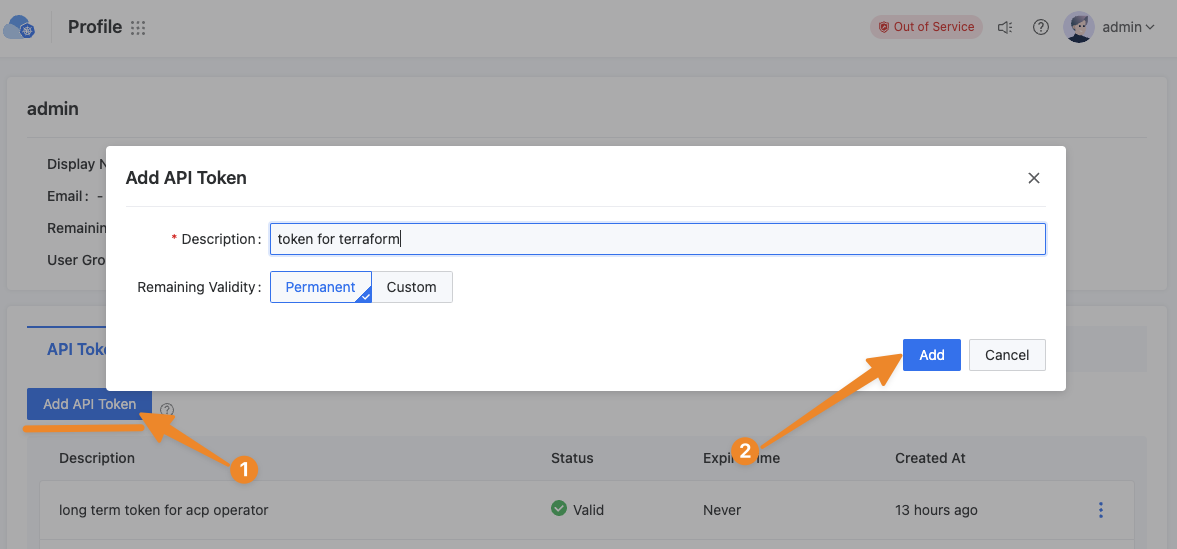 Profile
Out of Service
admin
admin
Display N
Email : -
Remainin
User Gro
Add API Token
* Description : token for terraform
Remaining Validity : Permanent Custom
Add Cancel
API Toke
Add API Token
1
2
Description Status Expi me Created At
long term token for acp operator Valid Never 13 hours ago